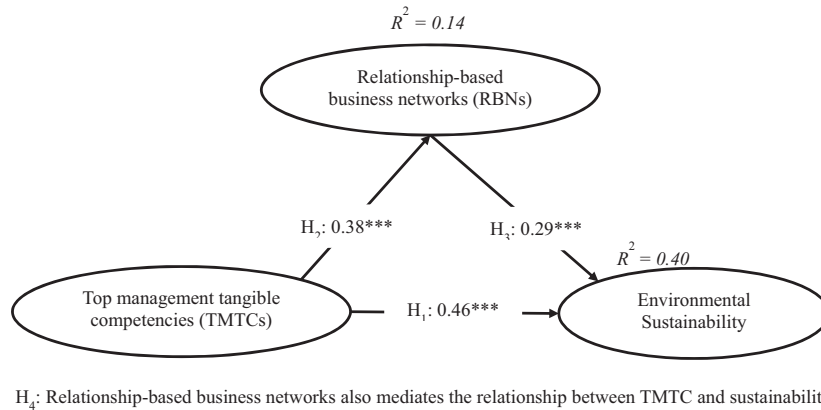 R² = 0.14
Relationship-based
business networks (RBNs)
H₂: 0.38***
H₃: 0.29***
R² = 0.40
Top management tangible
competencies (TMTCs)
H₁: 0.46***
Environmental
Sustainability
H₄: Relationship-based business networks also mediates the relationship between TMTC and sustainabilit